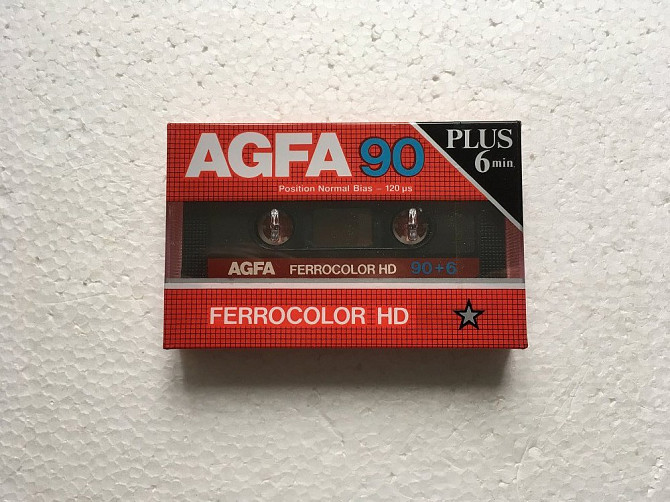 AGFA 90
PLUS
6 min.
Position Normal Bias – 120 µs
AGFA FERROCOLOR HD 90+6
FERROCOLOR HD